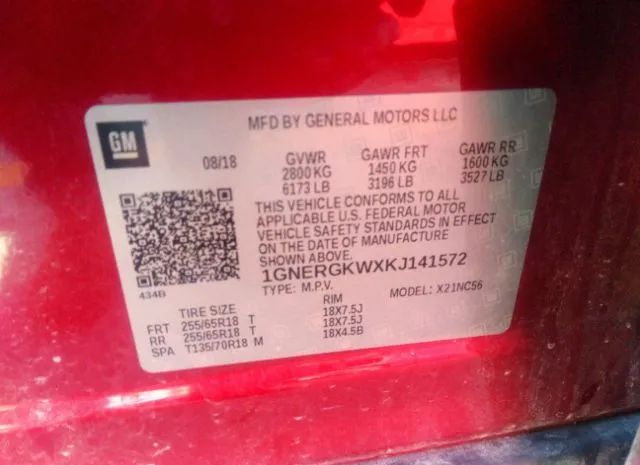 GM
MFD BY GENERAL MOTORS LLC
08/18 GVWR GAWR FRT GAWR RR
2800KG 1450 KG 1600 KG
6173 LB 3196 LB 3527 LB
THIS VEHICLE CONFORMS TO ALL
APPLICABLE U.S. FEDERAL MOTOR
VEHICLE SAFETY STANDARDS IN EFFECT
ON THE DATE OF MANUFACTURE
SHOWN ABOVE.
1GNERGKWXKJ141572
434B
TYPE: M.P.V. MODEL: X21NC56
TIRE SIZE RIM
FRT 255/65R18 T 18X7.5J
RR 255/65R18 T 18X7.5J
SPA T135/70R18 M 18X4.5B